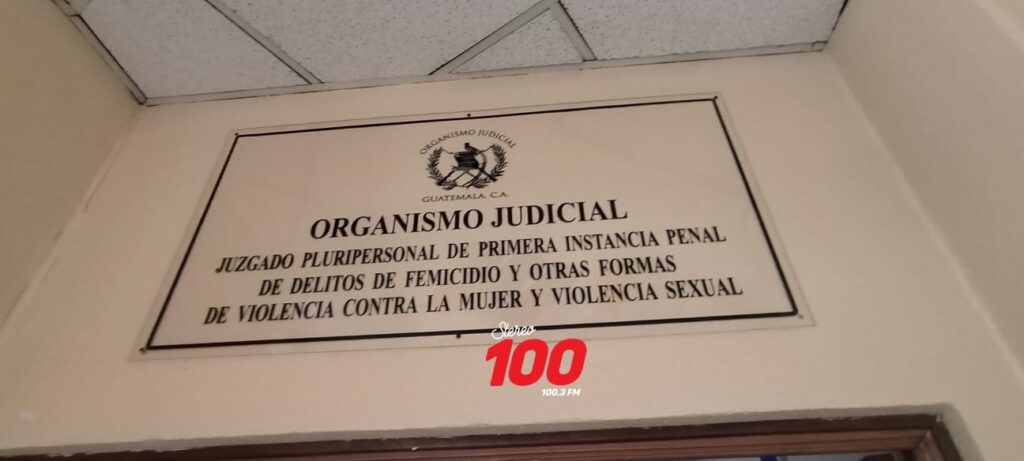 ORGANISMO JUDICIAL
GUATEMALA, C.A.
ORGANISMO JUDICIAL
JUZGADO PLURIPERSONAL DE PRIMERA INSTANCIA PENAL
DE DELITOS DE FEMICIDIO Y OTRAS FORMAS
DE VIOLENCIA CONTRA LA MUJER Y VIOLENCIA SEXUAL
Stereo
100
100.3 FM